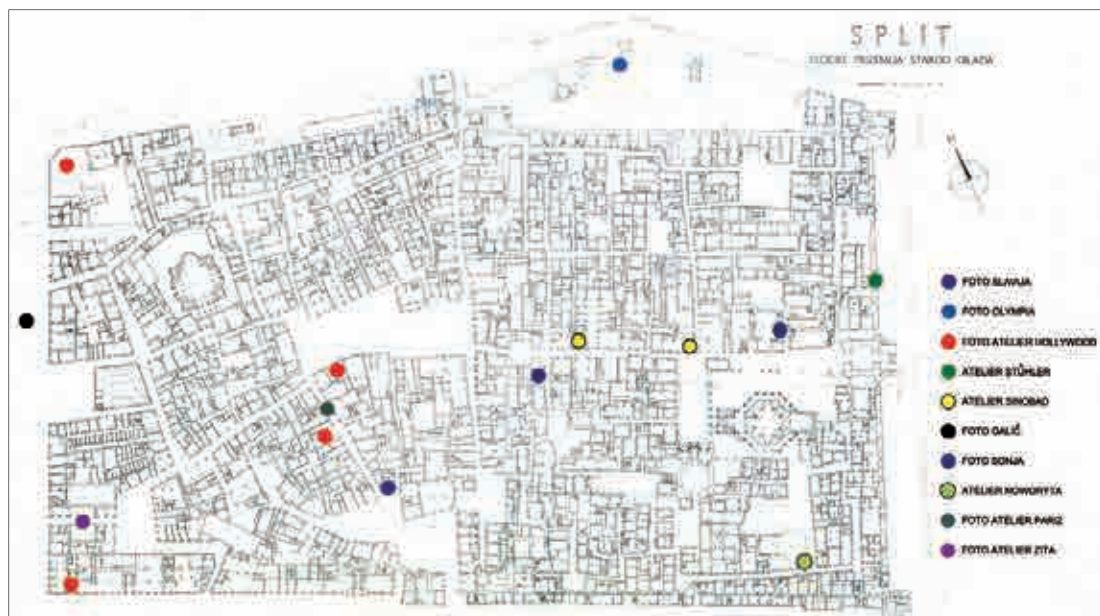 SPLIT
FOTO SLAVIJA
FOTO OLYMPIA
FOTO ATELIER HOLLYWOOD
ATELIER STÜHLER
ATELIER SINOBAD
FOTO GALIĆ
FOTO SONJA
ATELIER NOWORYTA
FOTO ATELIER PARIZ
FOTO ATELIER ZITA